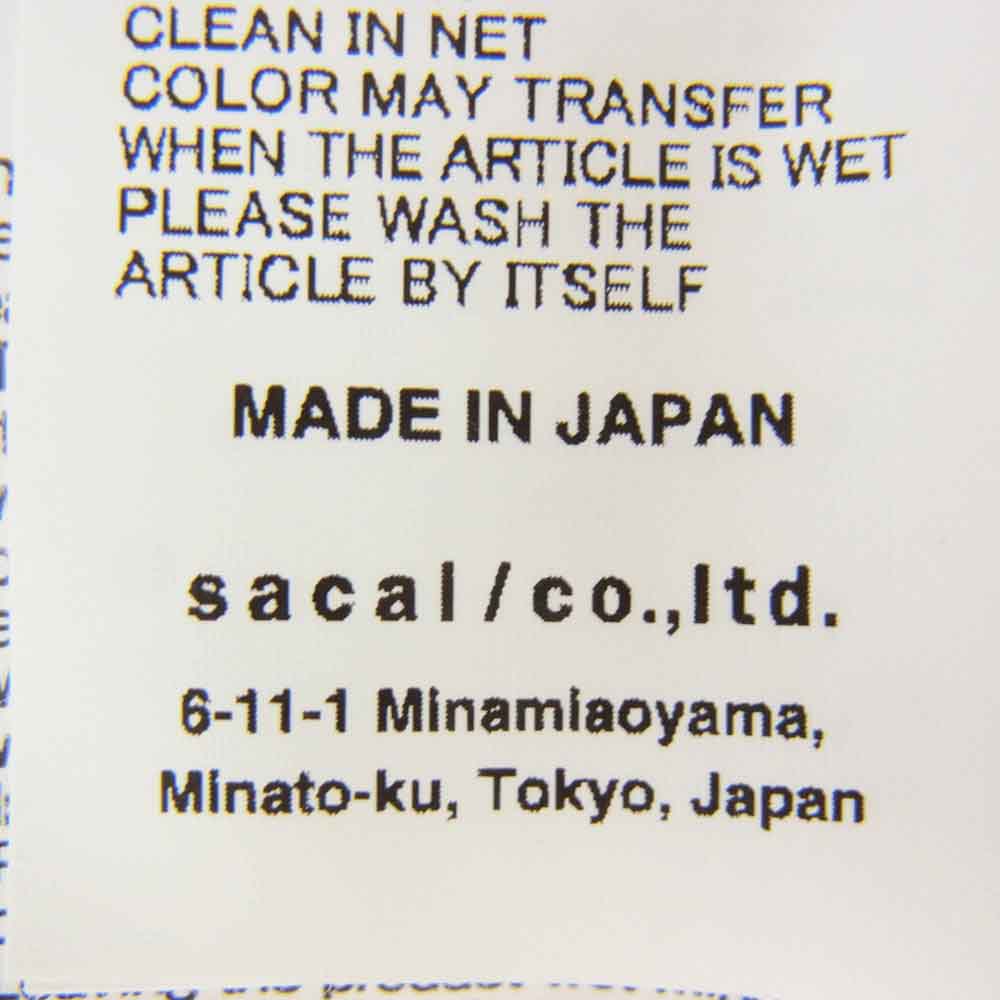 CLEAN IN NET
COLOR MAY TRANSFER
WHEN THE ARTICLE IS WET
PLEASE WASH THE
ARTICLE BY ITSELF
MADE IN JAPAN
sacai/co.,ltd.
6-11-1 Minamiaoyama,
Minato-ku, Tokyo, Japan